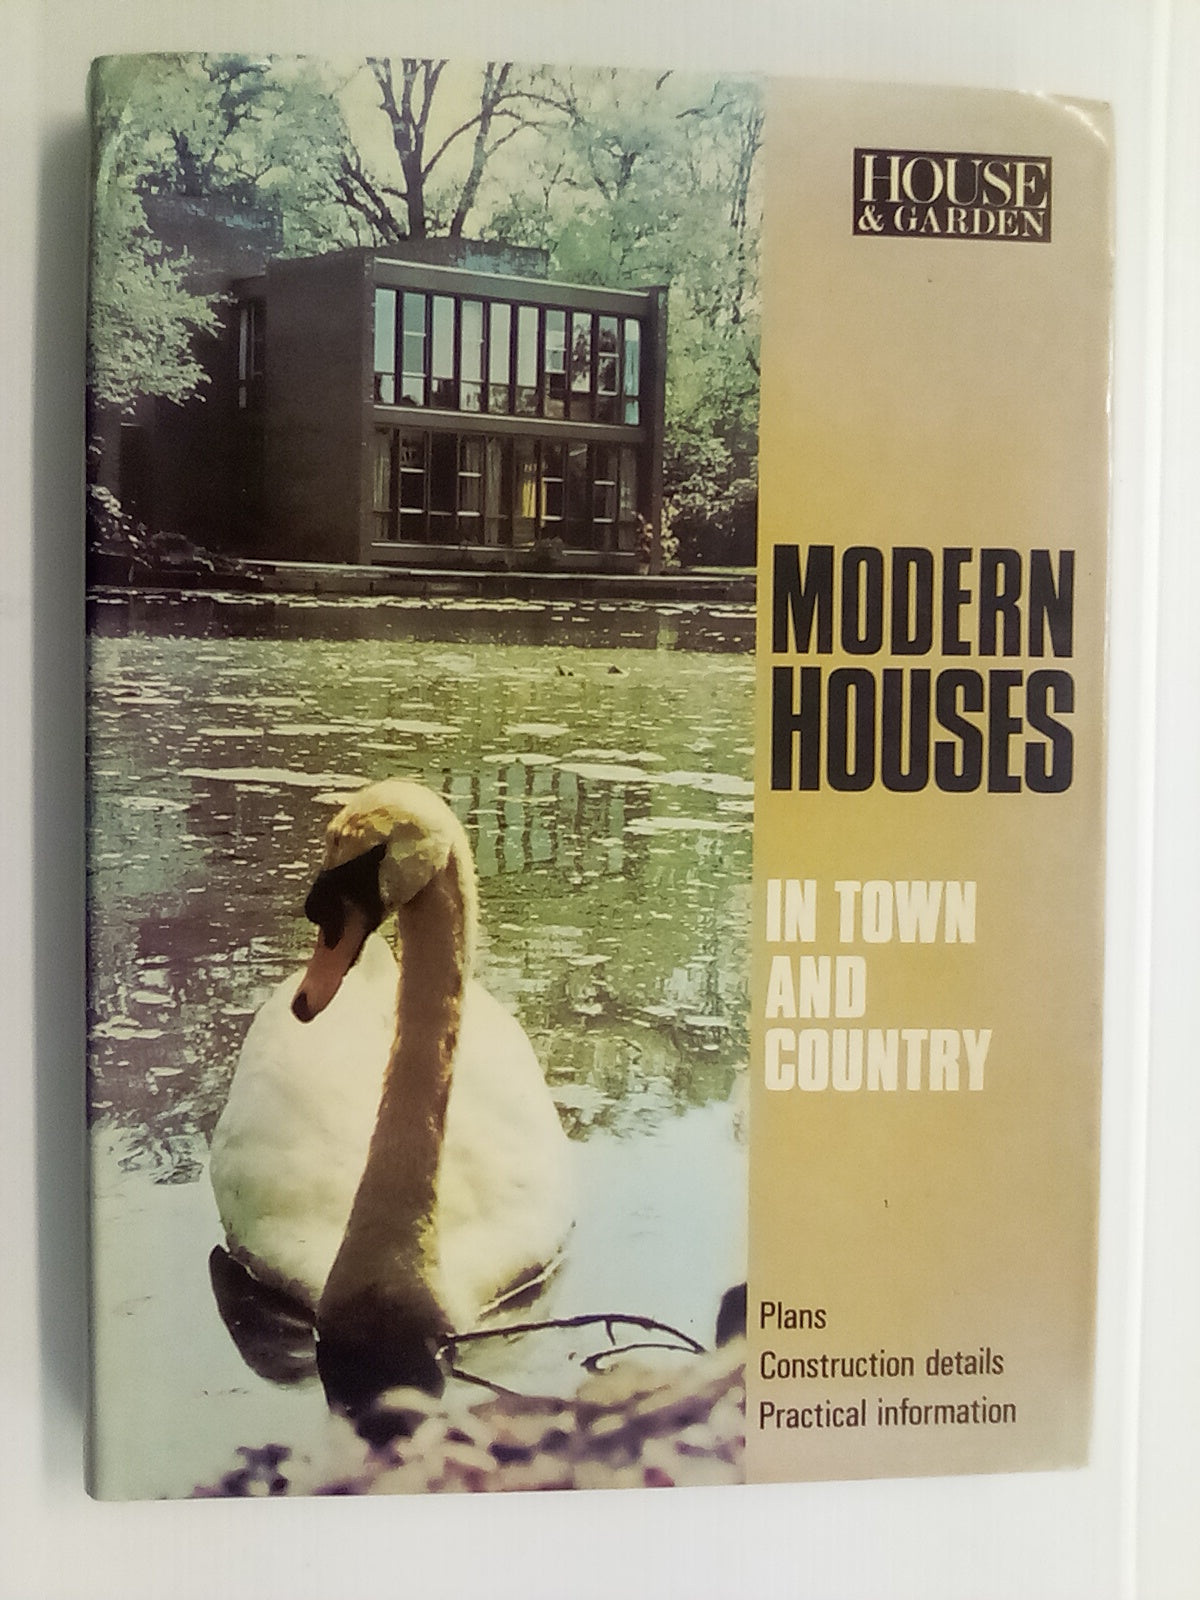 HOUSE
& GARDEN
MODERN
HOUSES
IN TOWN
AND
COUNTRY
Plans
Construction details
Practical information